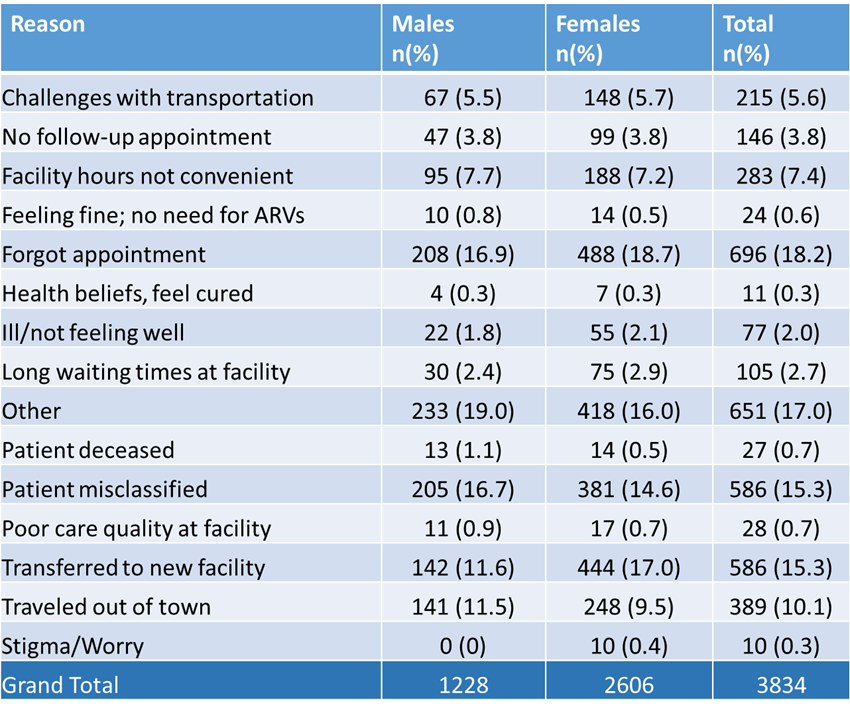 Reason Males Females Total
n(%) n(%) n(%)
Challenges with transportation 67 (5.5) 148 (5.7) 215 (5.6)
No follow-up appointment 47 (3.8) 99 (3.8) 146 (3.8)
Facility hours not convenient 95 (7.7) 188 (7.2) 283 (7.4)
Feeling fine; no need for ARVs 10 (0.8) 14 (0.5) 24 (0.6)
Forgot appointment 208 (16.9) 488 (18.7) 696 (18.2)
Health beliefs, feel cured 4 (0.3) 7 (0.3) 11 (0.3)
Ill/not feeling well 22 (1.8) 55 (2.1) 77 (2.0)
Long waiting times at facility 30 (2.4) 75 (2.9) 105 (2.7)
Other 233 (19.0) 418 (16.0) 651 (17.0)
Patient deceased 13 (1.1) 14 (0.5) 27 (0.7)
Patient misclassified 205 (16.7) 381 (14.6) 586 (15.3)
Poor care quality at facility 11 (0.9) 17 (0.7) 28 (0.7)
Transferred to new facility 142 (11.6) 444 (17.0) 586 (15.3)
Traveled out of town 141 (11.5) 248 (9.5) 389 (10.1)
Stigma/Worry 0 (0) 10 (0.4) 10 (0.3)
Grand Total 1228 2606 3834